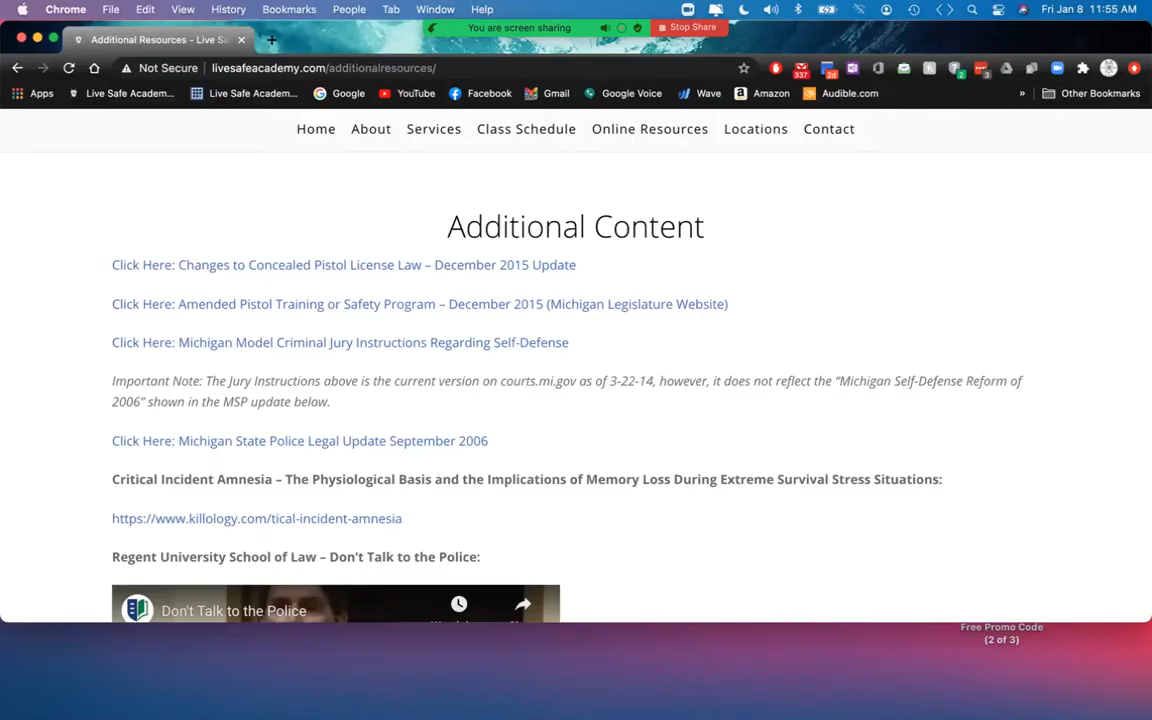 Chrome File Edit View History Bookmarks People Tab Window Help Fri Jan 8 11:55 AM
You are screen sharing Stop Share
Additional Resources - Live Sa
Not Secure livesafeacademy.com/additionalresources/
337 2d 2 3
Apps Live Safe Academ... Live Safe Academ... Google YouTube Facebook Gmail Google Voice Wave Amazon Audible.com » Other Bookmarks
Home About Services Class Schedule Online Resources Locations Contact
Additional Content
Click Here: Changes to Concealed Pistol License Law – December 2015 Update
Click Here: Amended Pistol Training or Safety Program – December 2015 (Michigan Legislature Website)
Click Here: Michigan Model Criminal Jury Instructions Regarding Self-Defense
Important Note: The Jury Instructions above is the current version on courts.mi.gov as of 3-22-14, however, it does not reflect the “Michigan Self-Defense Reform of
2006” shown in the MSP update below.
Click Here: Michigan State Police Legal Update September 2006
Critical Incident Amnesia – The Physiological Basis and the Implications of Memory Loss During Extreme Survival Stress Situations:
https://www.killology.com/tical-incident-amnesia
Regent University School of Law – Don’t Talk to the Police:
Don't Talk to the Police
Free Promo Code
(2 of 3)